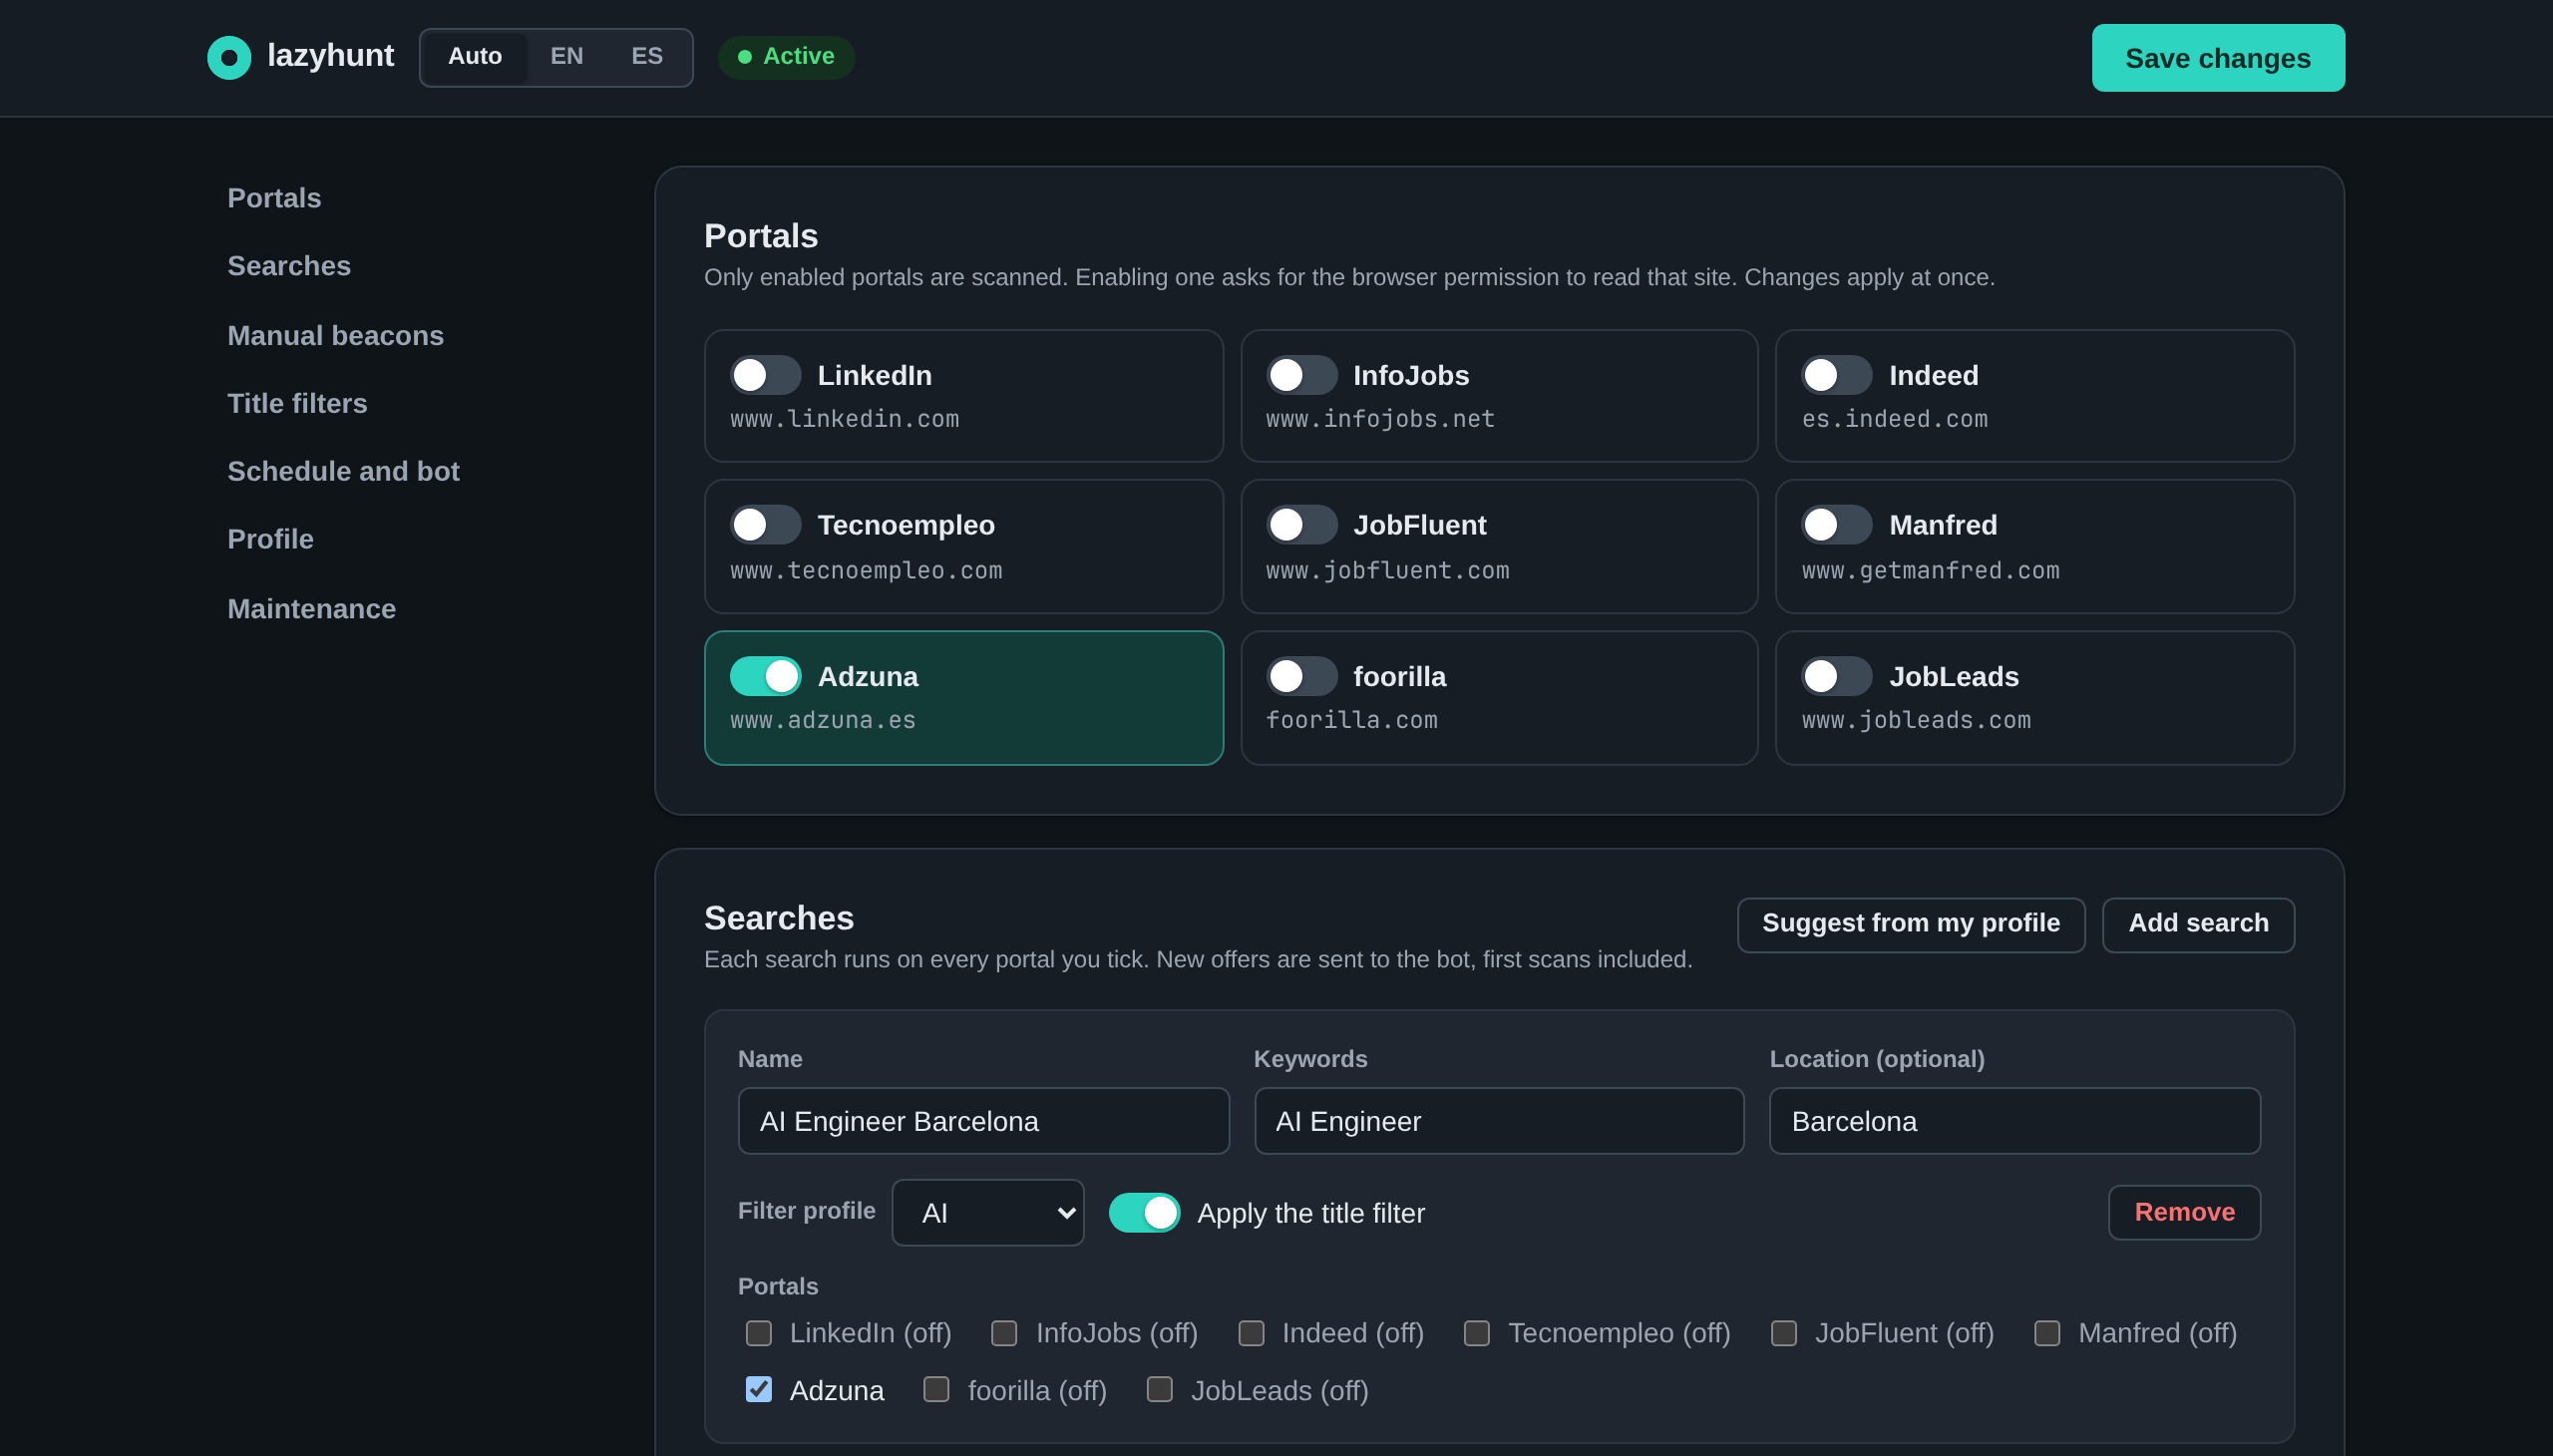 lazyhunt Auto EN ES Active Save changes
Portals
Searches
Manual beacons
Title filters
Schedule and bot
Profile
Maintenance
Portals
Only enabled portals are scanned. Enabling one asks for the browser permission to read that site. Changes apply at once.
LinkedIn
www.linkedin.com
InfoJobs
www.infojobs.net
Indeed
es.indeed.com
Tecnoempleo
www.tecnoempleo.com
JobFluent
www.jobfluent.com
Manfred
www.getmanfred.com
Adzuna
www.adzuna.es
foorilla
foorilla.com
JobLeads
www.jobleads.com
Searches
Each search runs on every portal you tick. New offers are sent to the bot, first scans included.
Suggest from my profile Add search
Name Keywords Location (optional)
AI Engineer Barcelona AI Engineer Barcelona
Filter profile AI Apply the title filter Remove
Portals
LinkedIn (off) InfoJobs (off) Indeed (off) Tecnoempleo (off) JobFluent (off) Manfred (off)
Adzuna foorilla (off) JobLeads (off)